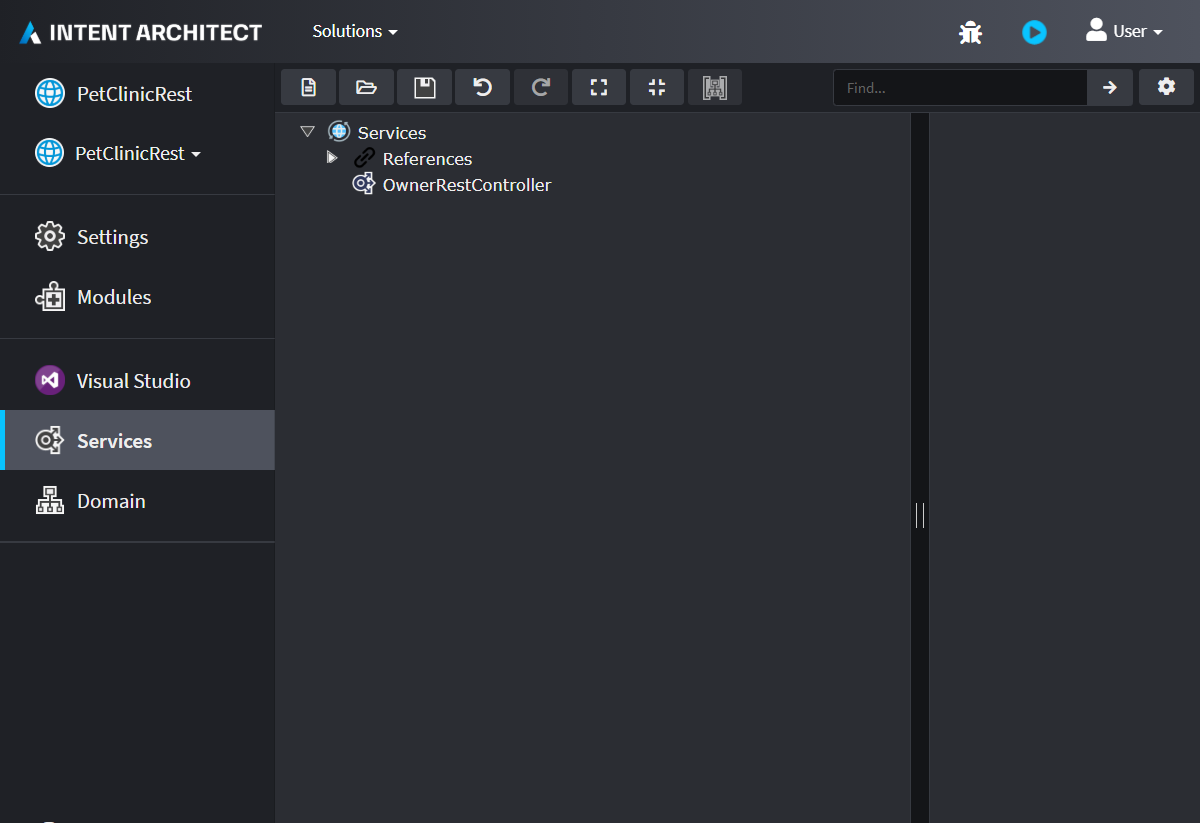 INTENT ARCHITECT
Solutions
User
PetClinicRest
PetClinicRest
Settings
Modules
Visual Studio
Services
Domain
Find...
Services
References
OwnerRestController